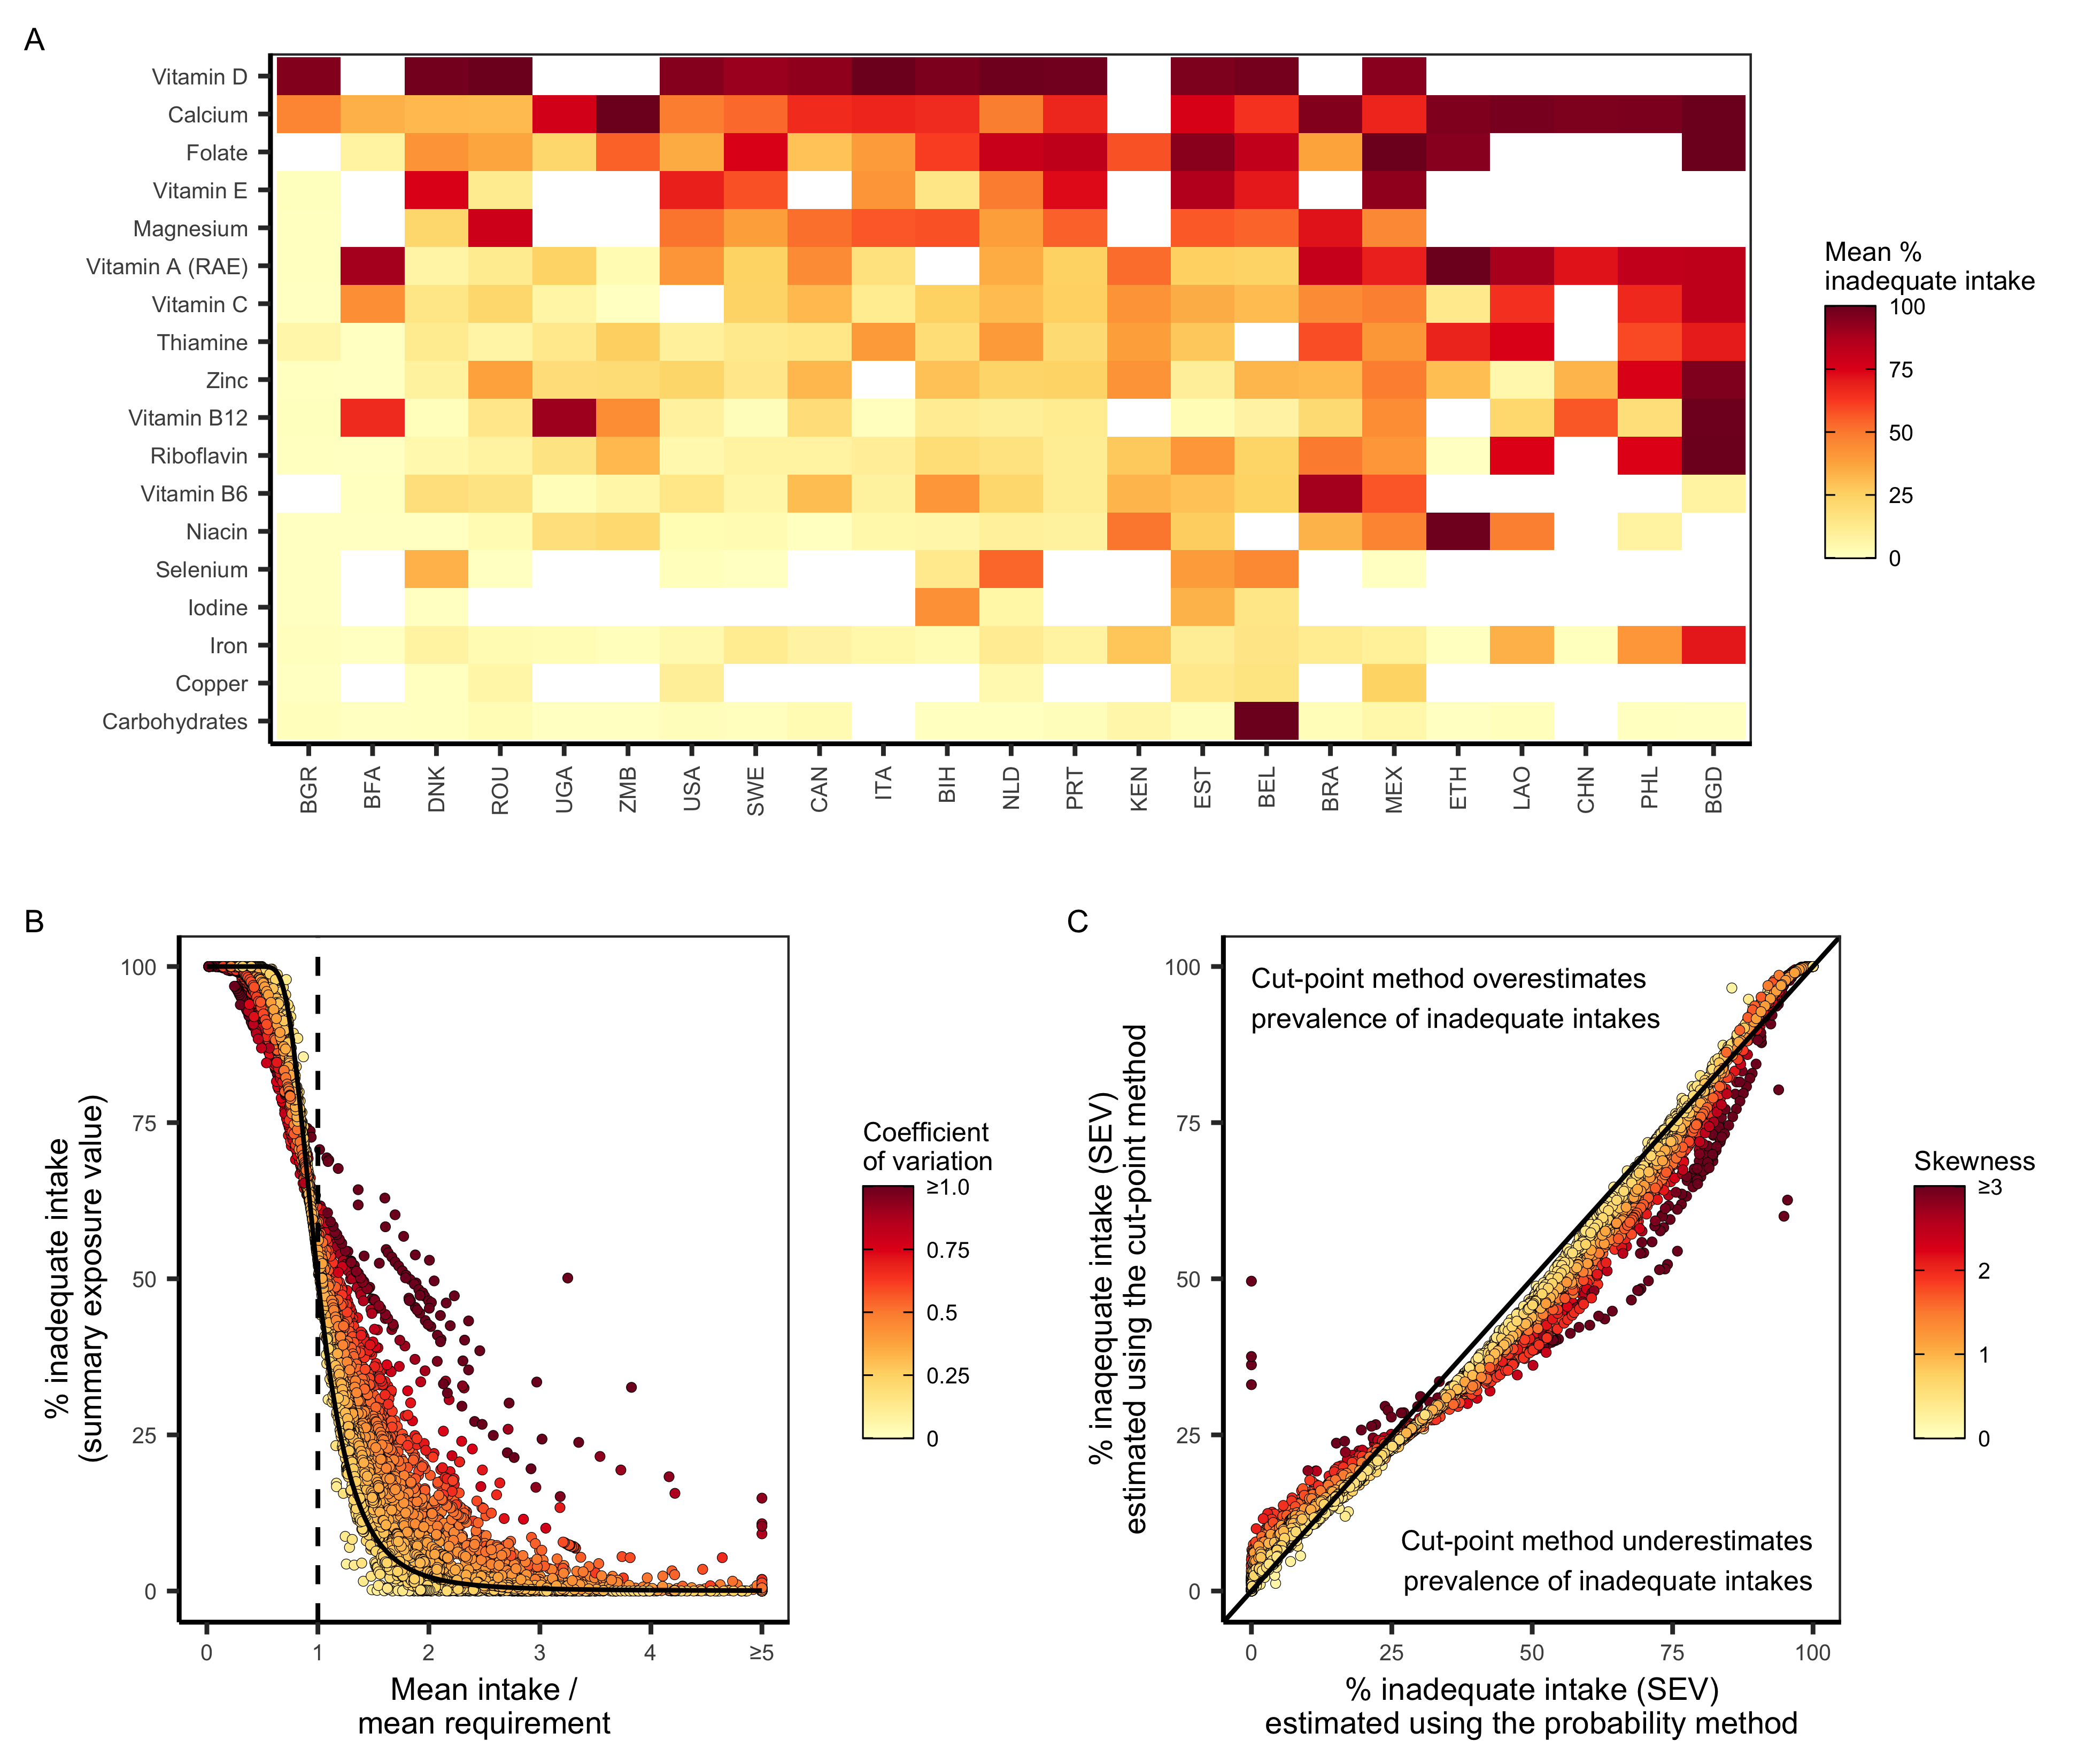 A
Vitamin D
Calcium
Folate
Vitamin E
Magnesium
Vitamin A (RAE)
Vitamin C
Thiamine
Zinc
Vitamin B12
Riboflavin
Vitamin B6
Niacin
Selenium
Iodine
Iron
Copper
Carbohydrates
BGR BFA DNK ROU UGA ZMB USA SWE CAN ITA BIH NLD PRT KEN EST BEL BRA MEX ETH LAO CHN PHL BGD
Mean %
inadequate intake
100
75
50
25
0
B
% inadequate intake
(summary exposure value)
100
75
50
25
0
0 1 2 3 4 ≥5
Mean intake /
mean requirement
Coefficient
of variation
≥1.0
0.75
0.5
0.25
0
C
% inaqequate intake (SEV)
estimated using the cut-point method
100
75
50
25
0
Cut-point method overestimates
prevalence of inadequate intakes
Cut-point method underestimates
prevalence of inadequate intakes
0 25 50 75 100
% inadequate intake (SEV)
estimated using the probability method
Skewness
≥3
2
1
0